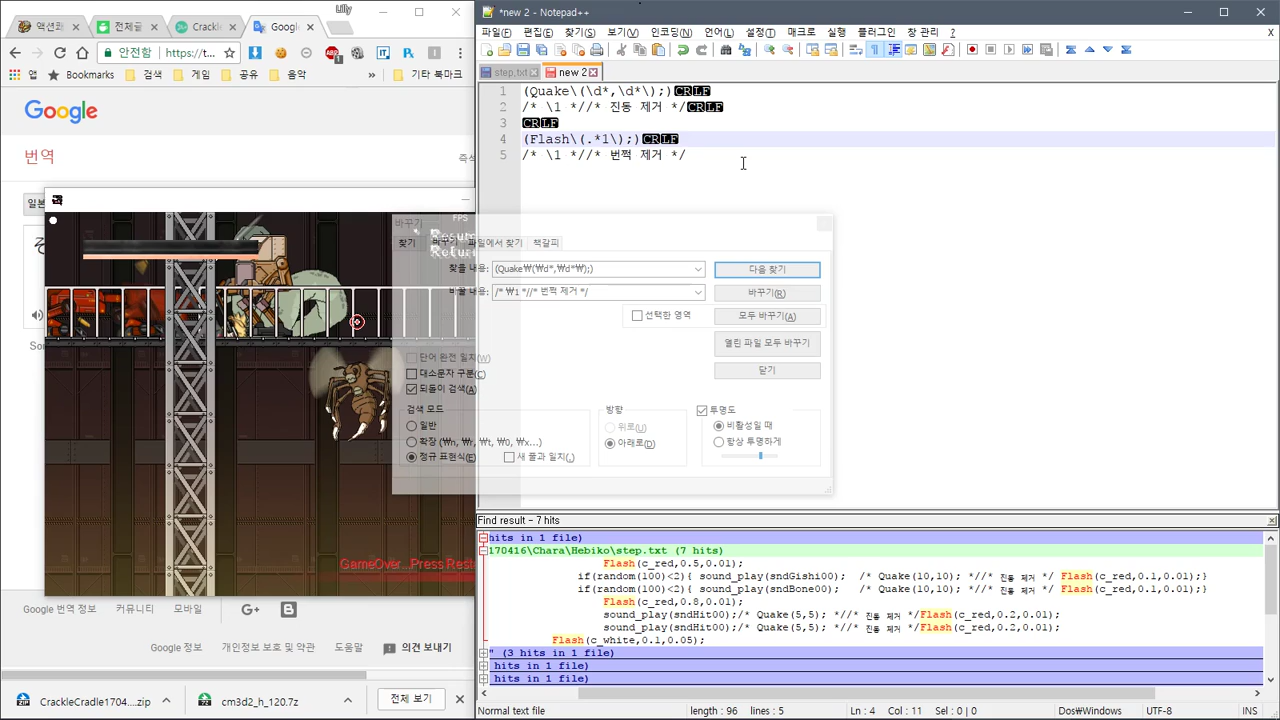 Lilly
액션퀸
전체글
Crackle
Google
안전함
https://t...
앱
Bookmarks
검색
게임
공유
음악
»
기타 북마크
Google
번역
즉석
일본
GameOver...Press Rest
Google 번역 정보
커뮤니티
모바일
G+
Google 정보
개인정보 보호 및 약관
도움말
의견 보내기
CrackleCradle1704....zip
cm3d2_h_120.7z
전체 보기
*new 2 - Notepad++
파일(F) 편집(E) 찾기(S) 보기(V) 인코딩(N) 언어(L) 설정(T) 매크로 실행 플러그인 창 관리 ?
X
step.txt
new 2
1 (Quake\(\d*,\d*\);)CRLF
2 /* \1 *//* 진동 제거 */CRLF
3 CRLF
4 (Flash\(.*1\);)CRLF
5 /* \1 *//* 번쩍 제거 */
바꾸기
FPS
찾기
바꾸기
파일에서 찾기
책갈피
찾을 내용:
(Quake₩(₩d*,₩d*₩);)
다음 찾기
바꿀 내용:
/* ₩1 *//* 번쩍 제거 */
바꾸기(R)
선택한 영역
모두 바꾸기(A)
열린 파일 모두 바꾸기
단어 완전 일치(W)
닫기
대소문자 구분(C)
되돌이 검색(A)
검색 모드
일반
확장 (₩n, ₩r, ₩t, ₩0, ₩x...)
정규 표현식(E)
새 줄과 일치(.)
방향
위로(U)
아래로(D)
투명도
비활성일 때
항상 투명하게
Find result - 7 hits
hits in 1 file)
170416\Chara\Hebiko\step.txt (7 hits)
Flash(c_red,0.5,0.01);
if(random(100)<2){ sound_play(sndGishi00); /* Quake(10,10); *//* 진동 제거 */ Flash(c_red,0.1,0.01);}
if(random(100)<2){ sound_play(sndBone00); /* Quake(10,10); *//* 진동 제거 */ Flash(c_red,0.1,0.01);}
Flash(c_red,0.8,0.01);
sound_play(sndHit00);/* Quake(5,5); *//* 진동 제거 */Flash(c_red,0.2,0.01);
sound_play(sndHit00);/* Quake(5,5); *//* 진동 제거 */Flash(c_red,0.2,0.01);
Flash(c_white,0.1,0.05);
" (3 hits in 1 file)
hits in 1 file)
hits in 1 file)
Normal text file
length : 96
lines : 5
Ln : 4
Col : 11
Sel : 0 | 0
Dos\Windows
UTF-8
INS